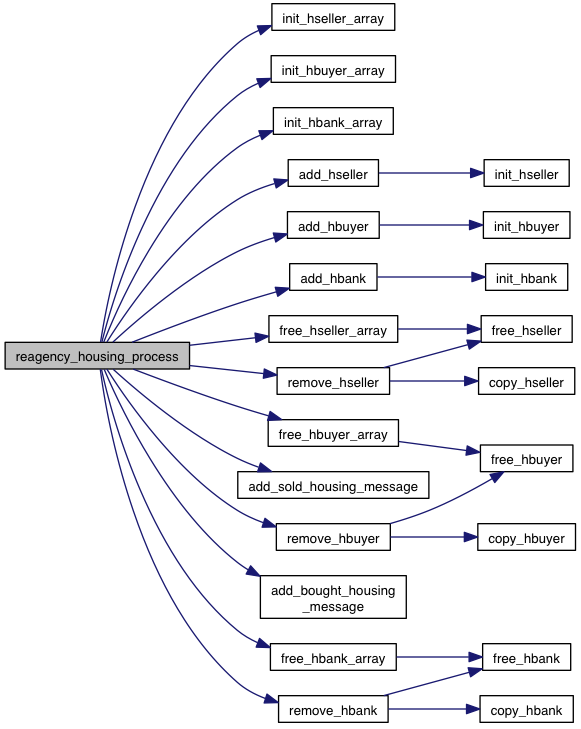 init_hseller_array
init_hbuyer_array
init_hbank_array
add_hseller
init_hseller
add_hbuyer
init_hbuyer
add_hbank
init_hbank
free_hseller_array
free_hseller
reagency_housing_process
remove_hseller
copy_hseller
free_hbuyer_array
free_hbuyer
add_sold_housing_message
remove_hbuyer
copy_hbuyer
add_bought_housing
_message
free_hbank_array
free_hbank
remove_hbank
copy_hbank